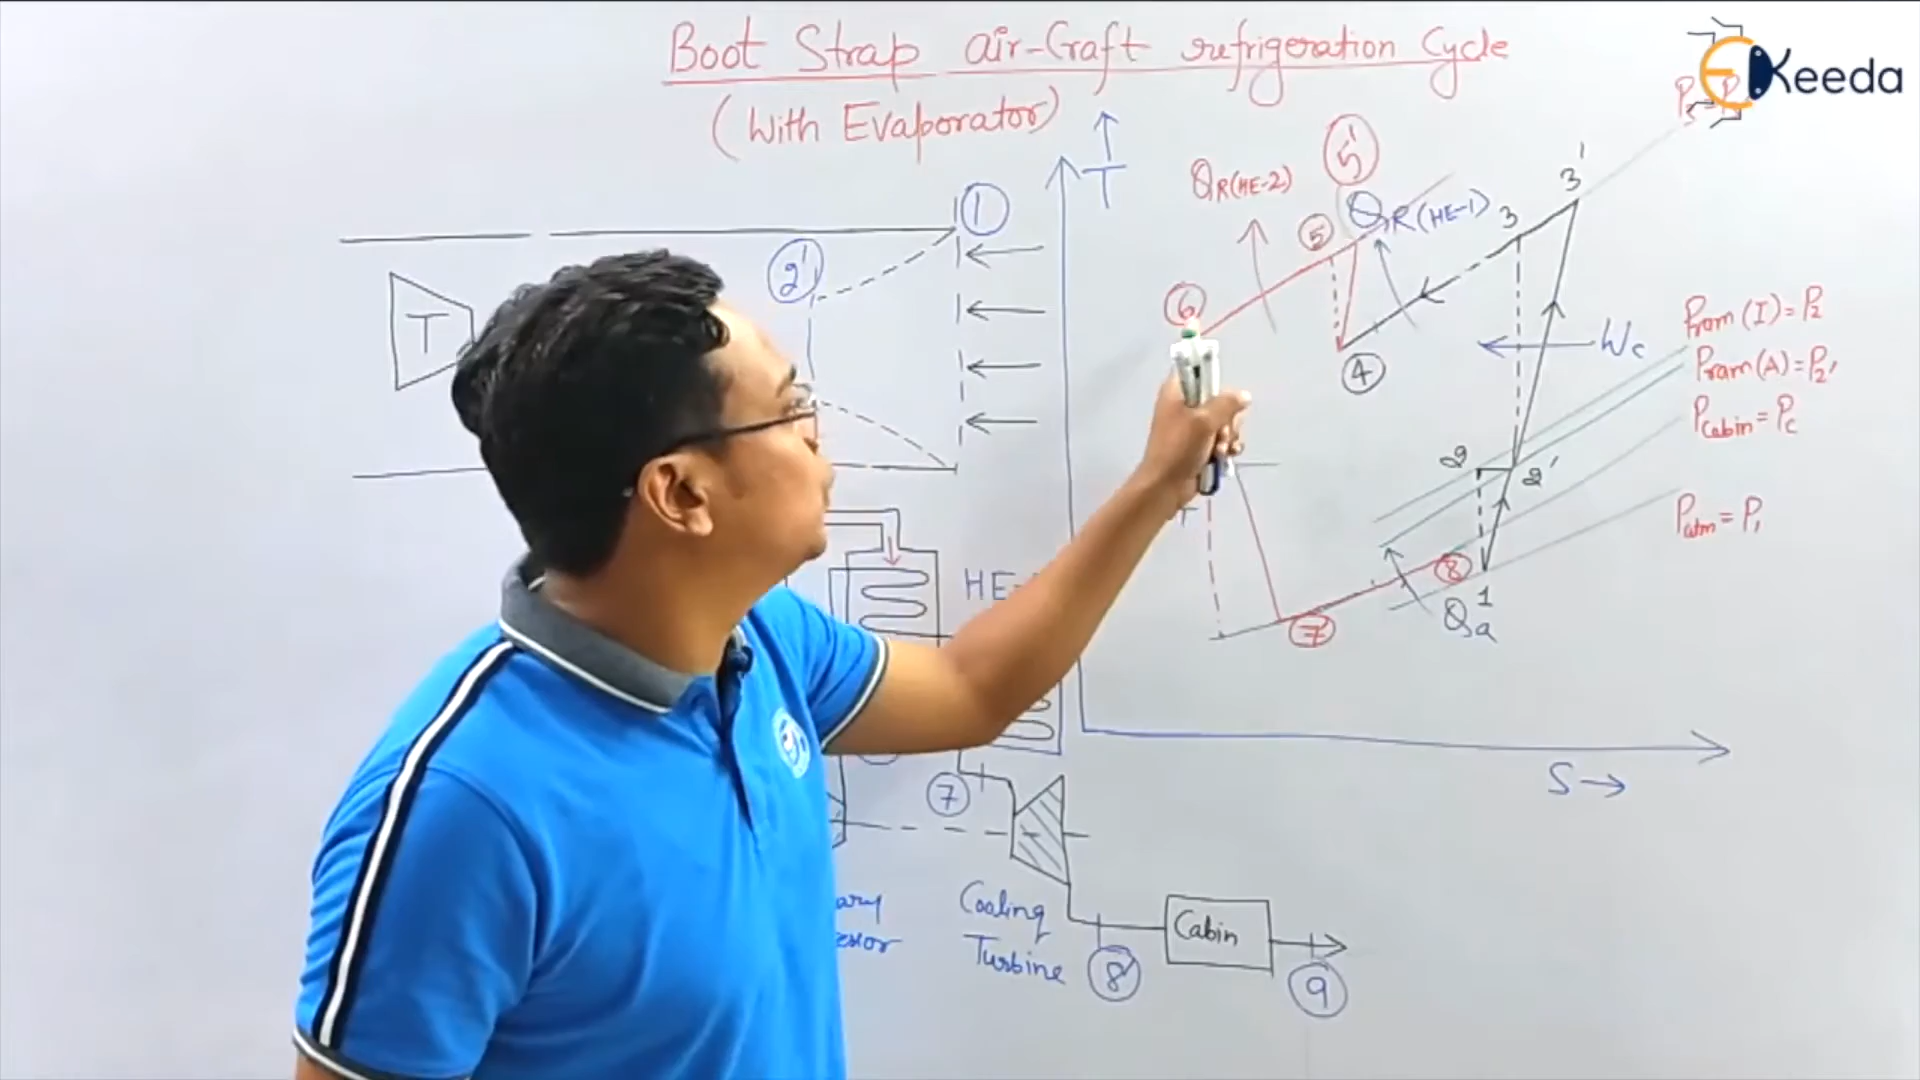 Boot Strap air-Craft refrigeration Cycle
(With Evaporator)
Keeda
T
1
2'
T
HE-
7
Cooling
Turbine
8'
Cabin
9
QR(HE-2)
5'
QR(HE-1)
5
3
3'
6
4
Wc
2
2'
Pram (I) = P2
Pram (A) = P2'
Pcabin = Pc
Patm = P1
8
1
Qa
7
S →